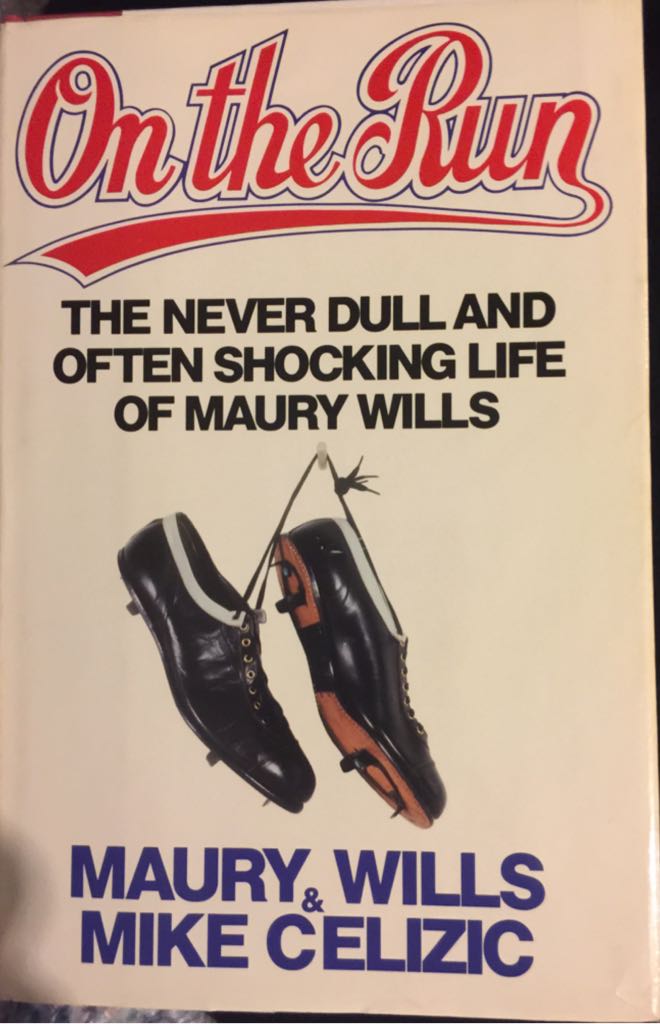 On the Run
THE NEVER DULL AND
OFTEN SHOCKING LIFE
OF MAURY WILLS
MAURY WILLS
&
MIKE CELIZIC